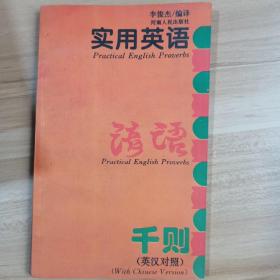 李俊杰/编译
河南人民出版社
实用英语
Practical English Proverbs
谚语
Practical English Proverbs
千则
(英汉对照)
(With Chinese Version)